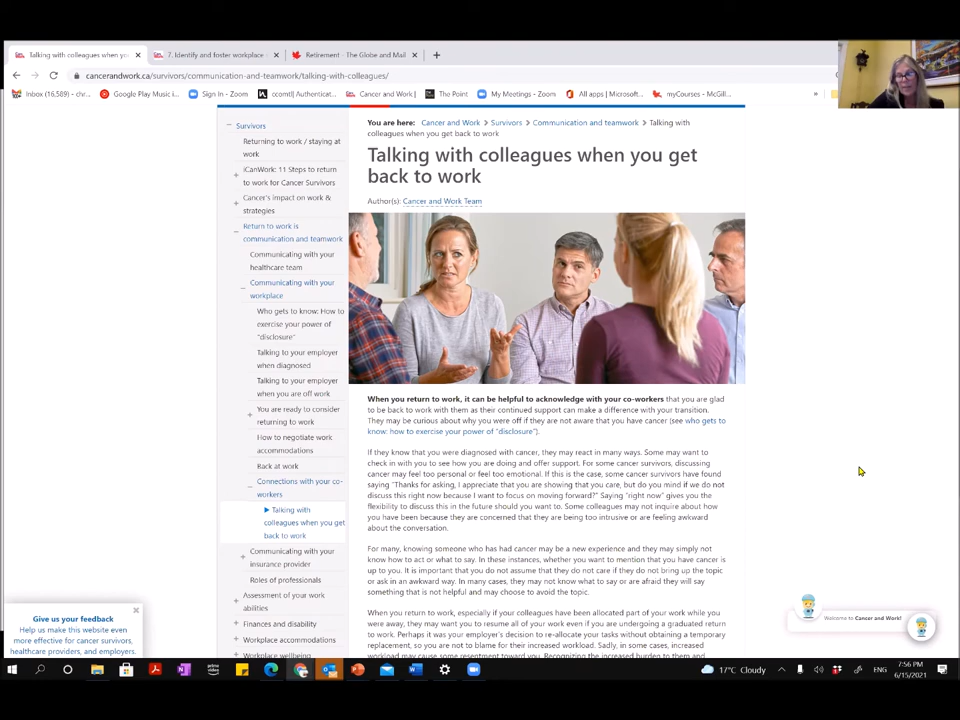 Talking with colleagues when you
7. Identify and foster workplace
Retirement - The Globe and Mail
cancerandwork.ca/survivors/communication-and-teamwork/talking-with-colleagues/
Inbox (16,589) - chr...
Google Play Music i...
Sign In - Zoom
ccomtl| Authenticat...
Cancer and Work |
The Point
My Meetings - Zoom
All apps | Microsoft...
myCourses - McGill...
Survivors
Returning to work / staying at
work
iCanWork: 11 Steps to return
to work for Cancer Survivors
Cancer's impact on work &
strategies
Return to work is
communication and teamwork
Communicating with your
healthcare team
Communicating with your
workplace
Who gets to know: How to
exercise your power of
"disclosure"
Talking to your employer
when diagnosed
Talking to your employer
when you are off work
You are ready to consider
returning to work
How to negotiate work
accommodations
Back at work
Connections with your co-
workers
Talking with
colleagues when you get
back to work
Communicating with your
insurance provider
Roles of professionals
Assessment of your work
abilities
Finances and disability
Workplace accommodations
Workplace wellbeing
You are here: Cancer and Work > Survivors > Communication and teamwork > Talking with
colleagues when you get back to work
Talking with colleagues when you get
back to work
Author(s): Cancer and Work Team
When you return to work, it can be helpful to acknowledge with your co-workers that you are glad
to be back to work with them as their continued support can make a difference with your transition.
They may be curious about why you were off if they are not aware that you have cancer (see who gets to
know: how to exercise your power of "disclosure").
If they know that you were diagnosed with cancer, they may react in many ways. Some may want to
check in with you to see how you are doing and offer support. For some cancer survivors, discussing
cancer may feel too personal or feel too emotional. If this is the case, some cancer survivors have found
saying "Thanks for asking, I appreciate that you are showing that you care, but do you mind if we do not
discuss this right now because I want to focus on moving forward?" Saying "right now" gives you the
flexibility to discuss this in the future should you want to. Some colleagues may not inquire about how
you have been because they are concerned that they are being too intrusive or are feeling awkward
about the conversation.
For many, knowing someone who has had cancer may be a new experience and they may simply not
know how to act or what to say. In these instances, whether you want to mention that you have cancer is
up to you. It is important that you do not assume that they do not care if they do not bring up the topic
or ask in an awkward way. In many cases, they may not know what to say or are afraid they will say
something that is not helpful and may choose to avoid the topic.
When you return to work, especially if your colleagues have been allocated part of your work while you
were away, they may want you to resume all of your work even if you are undergoing a graduated return
to work. Perhaps it was your employer's decision to re-allocate your tasks without obtaining a temporary
replacement, so you are not to blame for their increased workload. Sadly, in some cases, increased
workload may cause some resentment toward you. Recognizing the increased burden to them and
Give us your feedback
Help us make this website even
more effective for cancer survivors,
healthcare providers, and employers.
Welcome to Cancer and Work!
17°C Cloudy
ENG
7:56 PM
6/15/2021